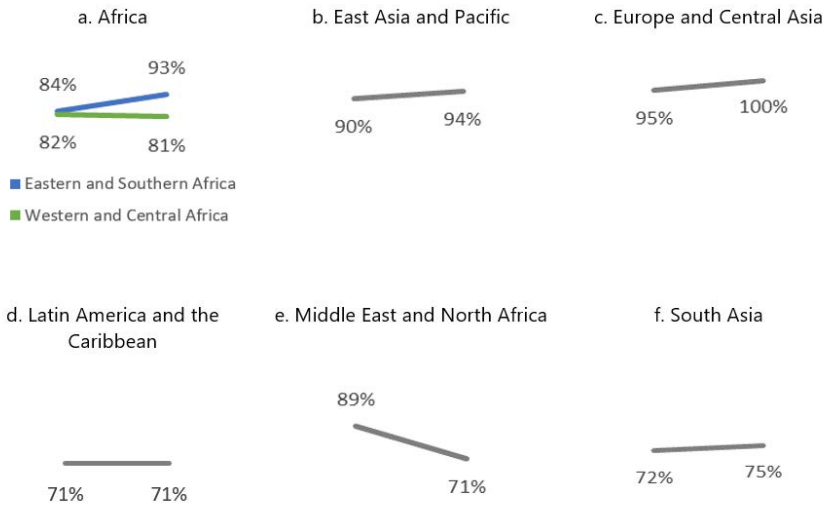 a. Africa
b. East Asia and Pacific
c. Europe and Central Asia
84%
93%
82%
81%
90%
94%
95%
100%
Eastern and Southern Africa
Western and Central Africa
d. Latin America and the
Caribbean
e. Middle East and North Africa
f. South Asia
71%
71%
89%
71%
72%
75%